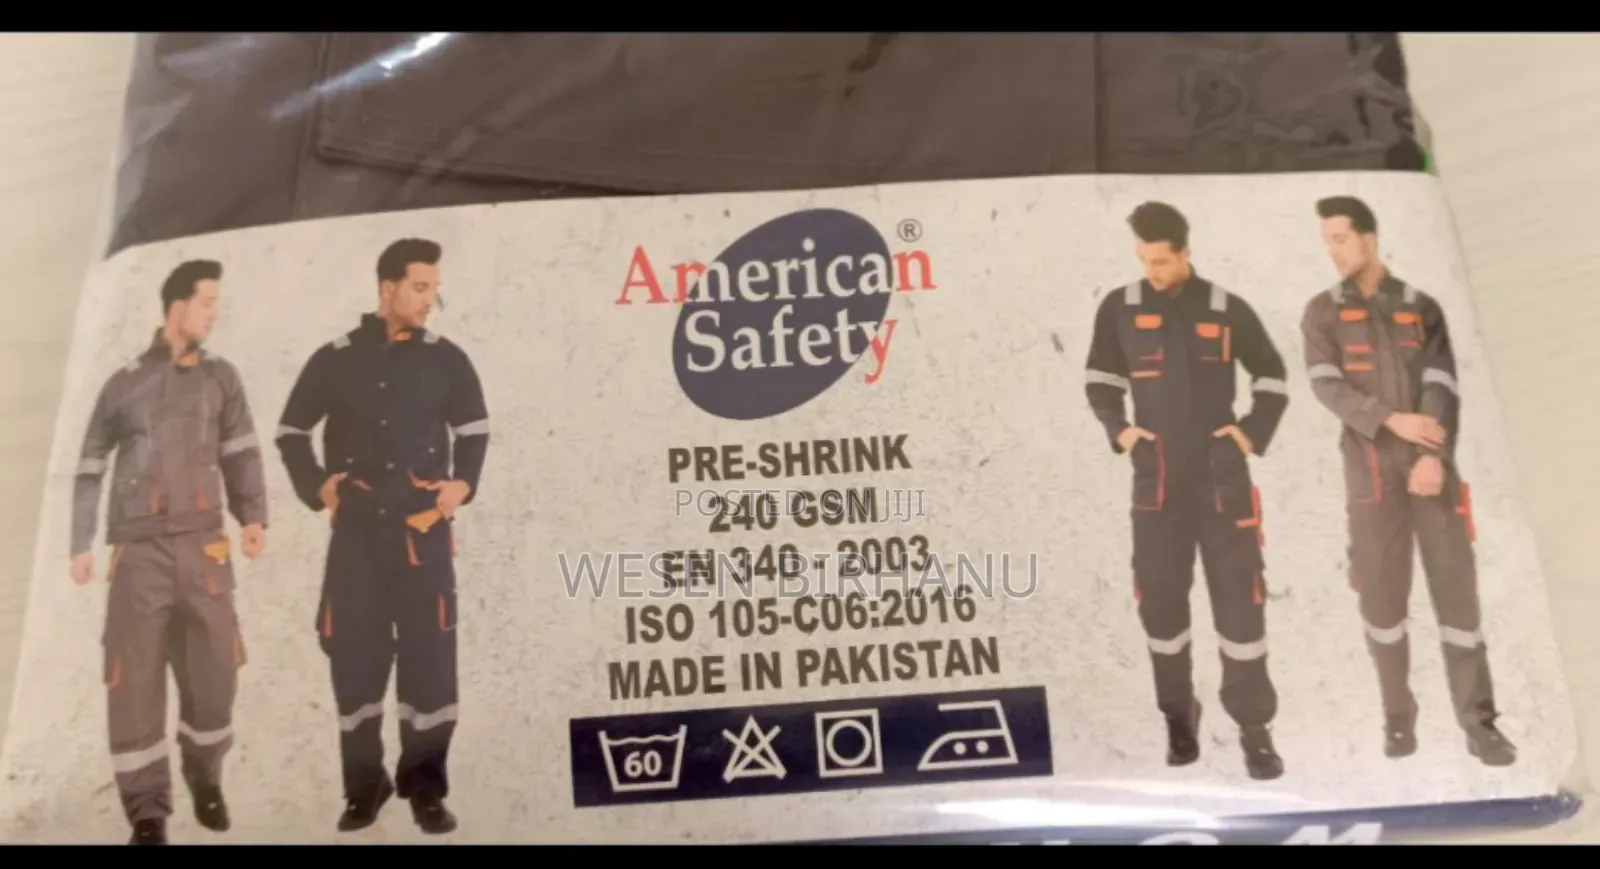 American ®
Safety
PRE-SHRINK
240 GSM
POSTED ON JIJI
EN 340 - 2003
WESEN BIRHANU
ISO 105-C06:2016
MADE IN PAKISTAN
60